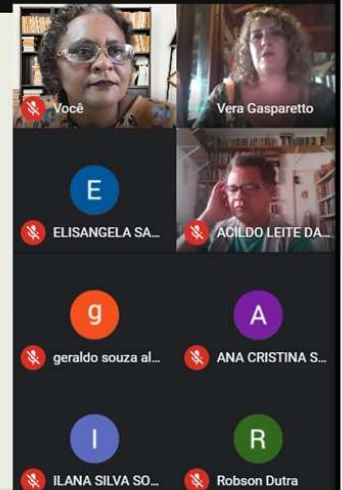 Você
Vera Gasparetto
E
ELISANGELA SA...
ACILDO LEITE DA...
g
geraldo souza al...
A
ANA CRISTINA S...
I
ILANA SILVA SO...
R
Robson Dutra